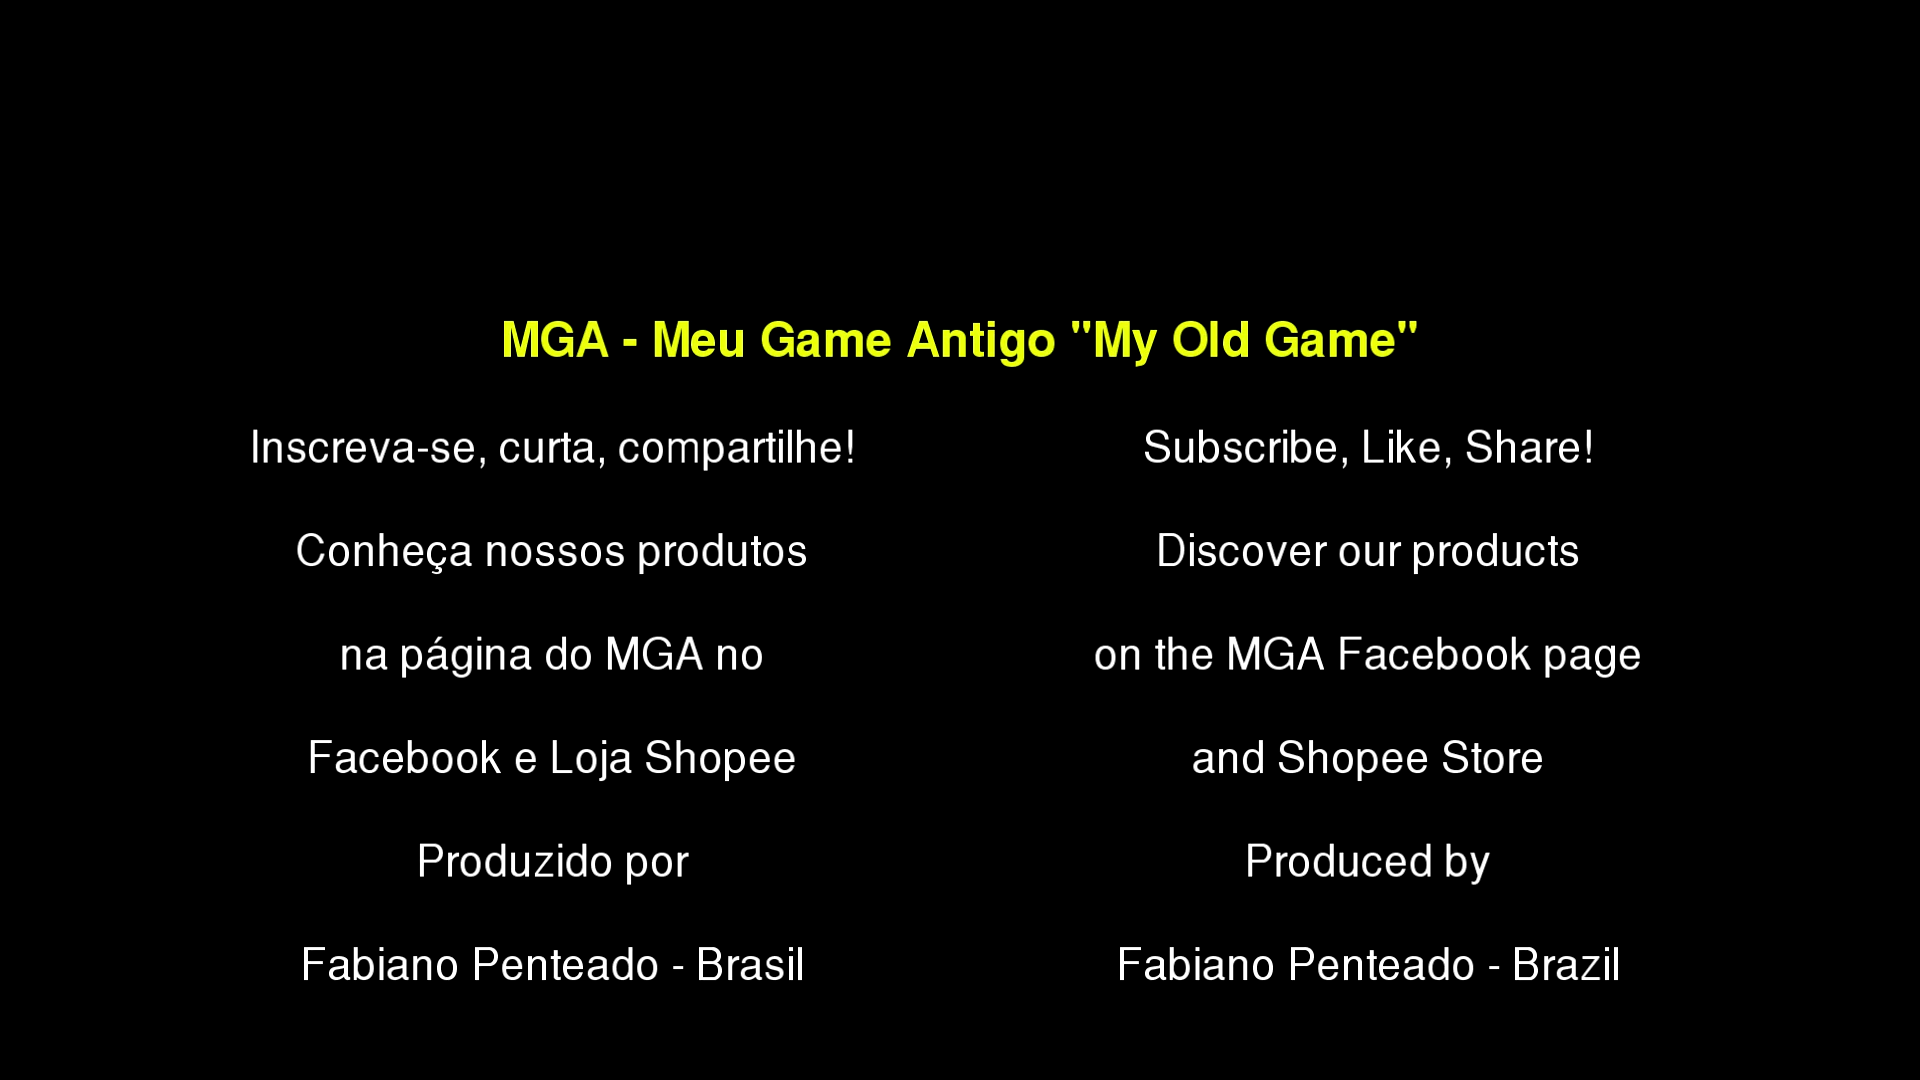 MGA - Meu Game Antigo "My Old Game"
Inscreva-se, curta, compartilhe!
Conheça nossos produtos
na página do MGA no
Facebook e Loja Shopee
Produzido por
Fabiano Penteado - Brasil
Subscribe, Like, Share!
Discover our products
on the MGA Facebook page
and Shopee Store
Produced by
Fabiano Penteado - Brazil